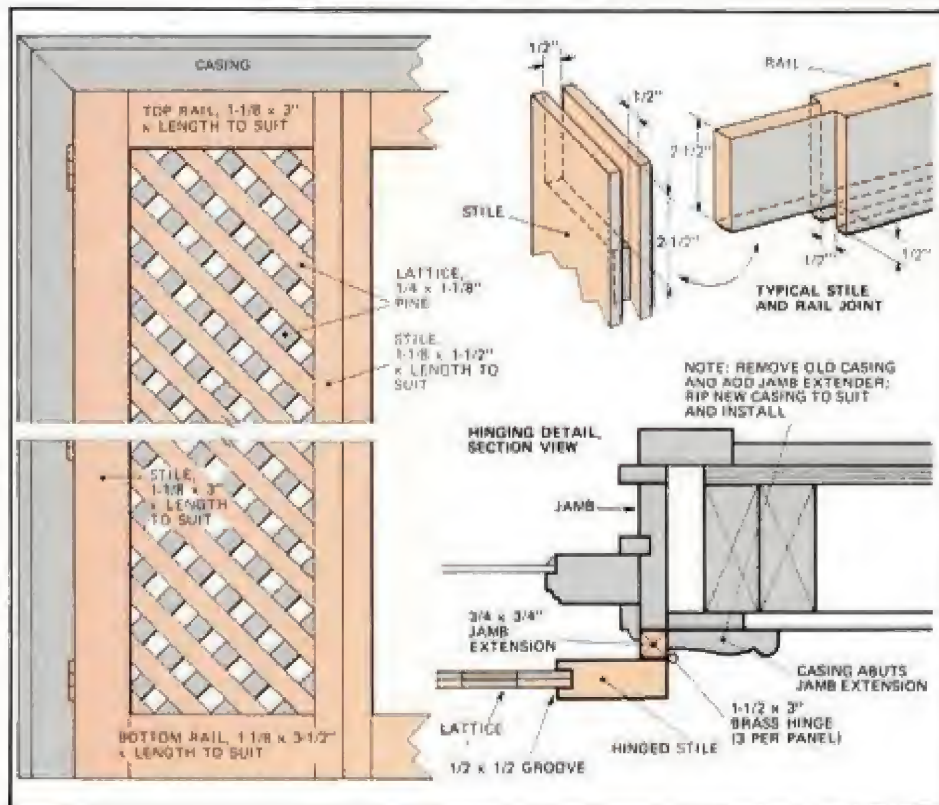 CASING
TOP RAIL, 1-1/8 x 3"
x LENGTH TO SUIT
LATTICE,
1/4 x 1-1/8"
PINE
STILE,
1-1/8 x 1-1/2"
x LENGTH TO
SUIT
STILE,
1-1/8 x 3"
x LENGTH
TO SUIT
BOTTOM RAIL, 1 1/8 x 3-1/2"
x LENGTH TO SUIT
1/2"
1/2"
STILE
2-1/2"
RAIL
2-1/2"
1/2"
1/2"
TYPICAL STILE
AND RAIL JOINT
NOTE: REMOVE OLD CASING
AND ADD JAMB EXTENDER;
RIP NEW CASING TO SUIT
AND INSTALL
HINGING DETAIL,
SECTION VIEW
JAMB
3/4 x 3/4"
JAMB
EXTENSION
CASING ABUTS
JAMB EXTENSION
1-1/2 x 3"
BRASS HINGE
(3 PER PANEL)
LATTICE
HINGED STILE
1/2 x 1/2 GROOVE